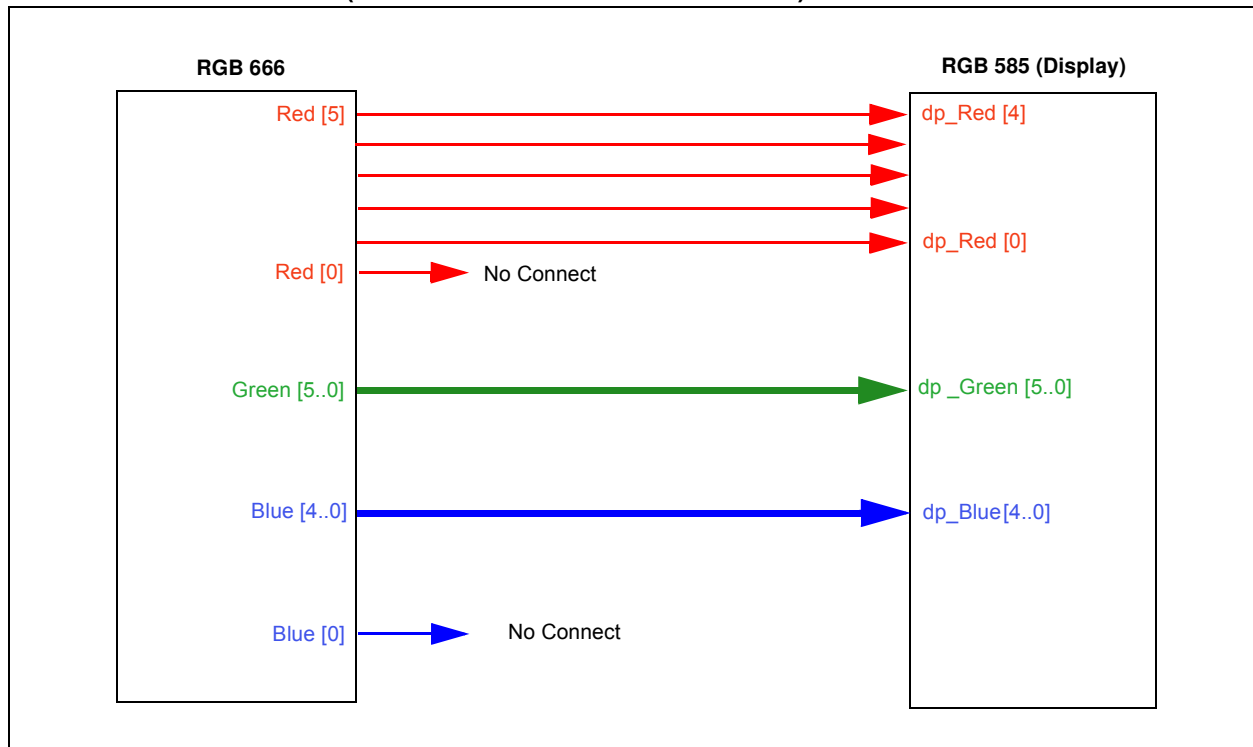 RGB 666
RGB 585 (Display)
Red [5]
dp_Red [4]
dp_Red [0]
Red [0]
No Connect
Green [5..0]
dp _Green [5..0]
Blue [4..0]
dp_Blue[4..0]
Blue [0]
No Connect